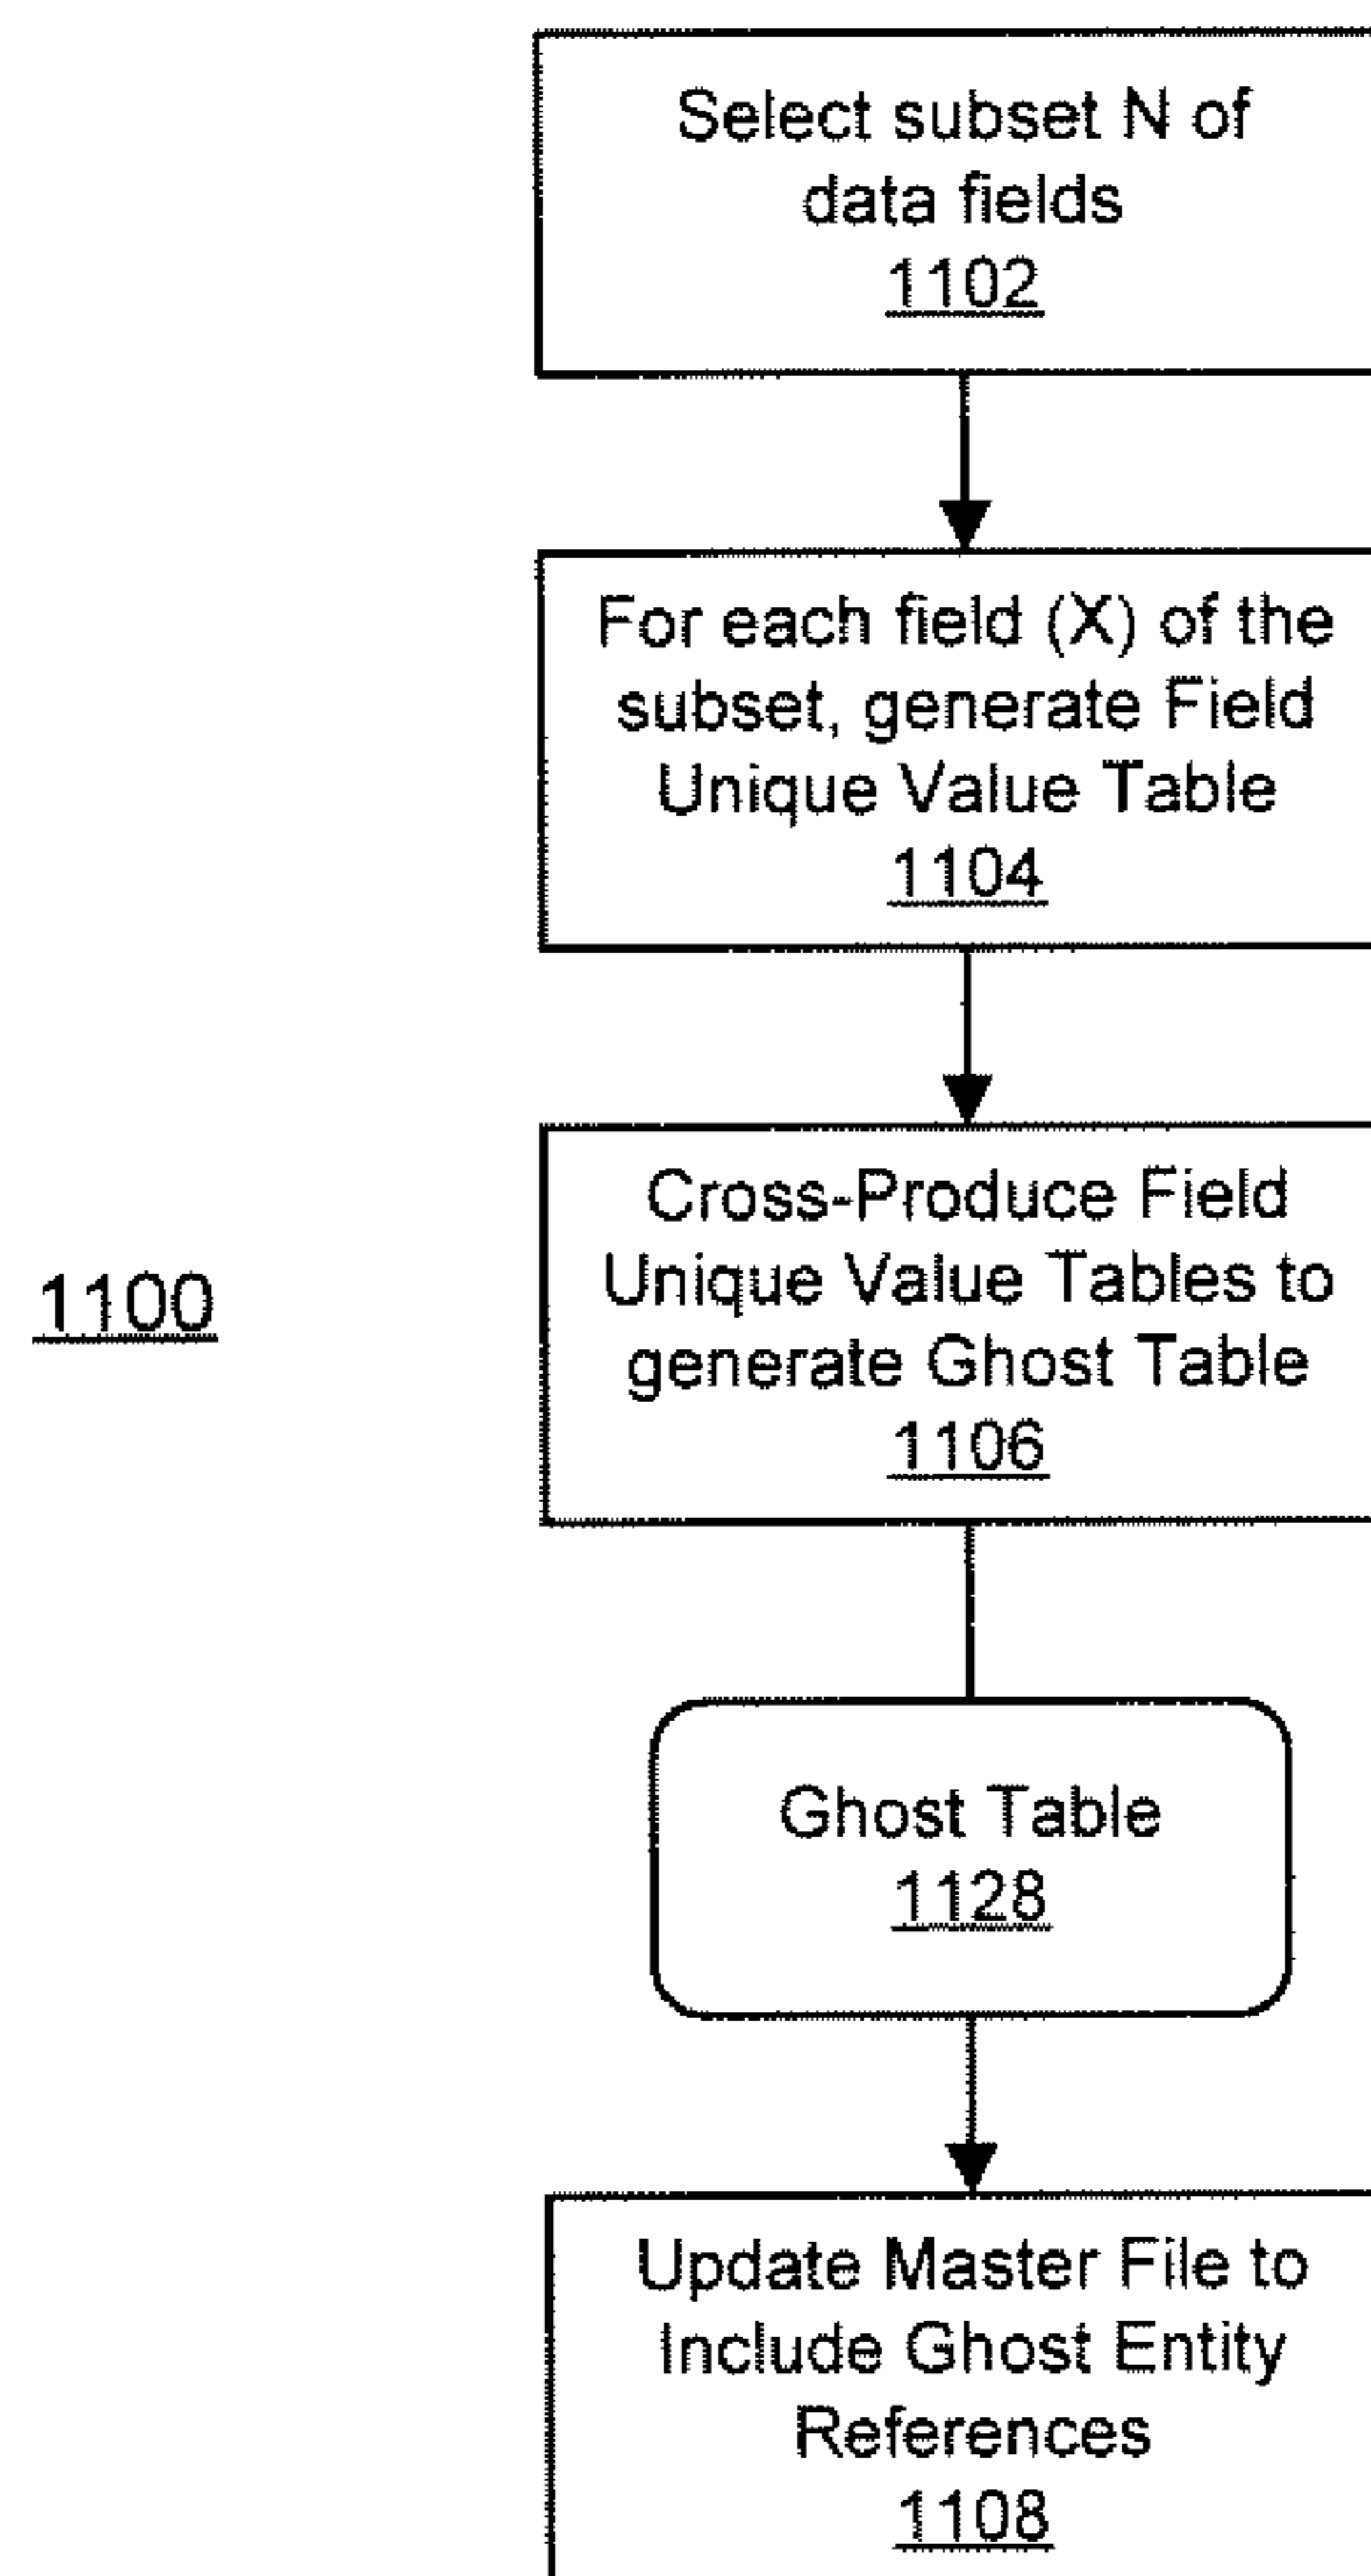 Select subset N of
data fields
1102
For each field (X) of the
subset, generate Field
Unique Value Table
1104
Cross-Produce Field
Unique Value Tables to
generate Ghost Table
1106
1100
Ghost Table
1128
Update Master File to
Include Ghost Entity
References
1108